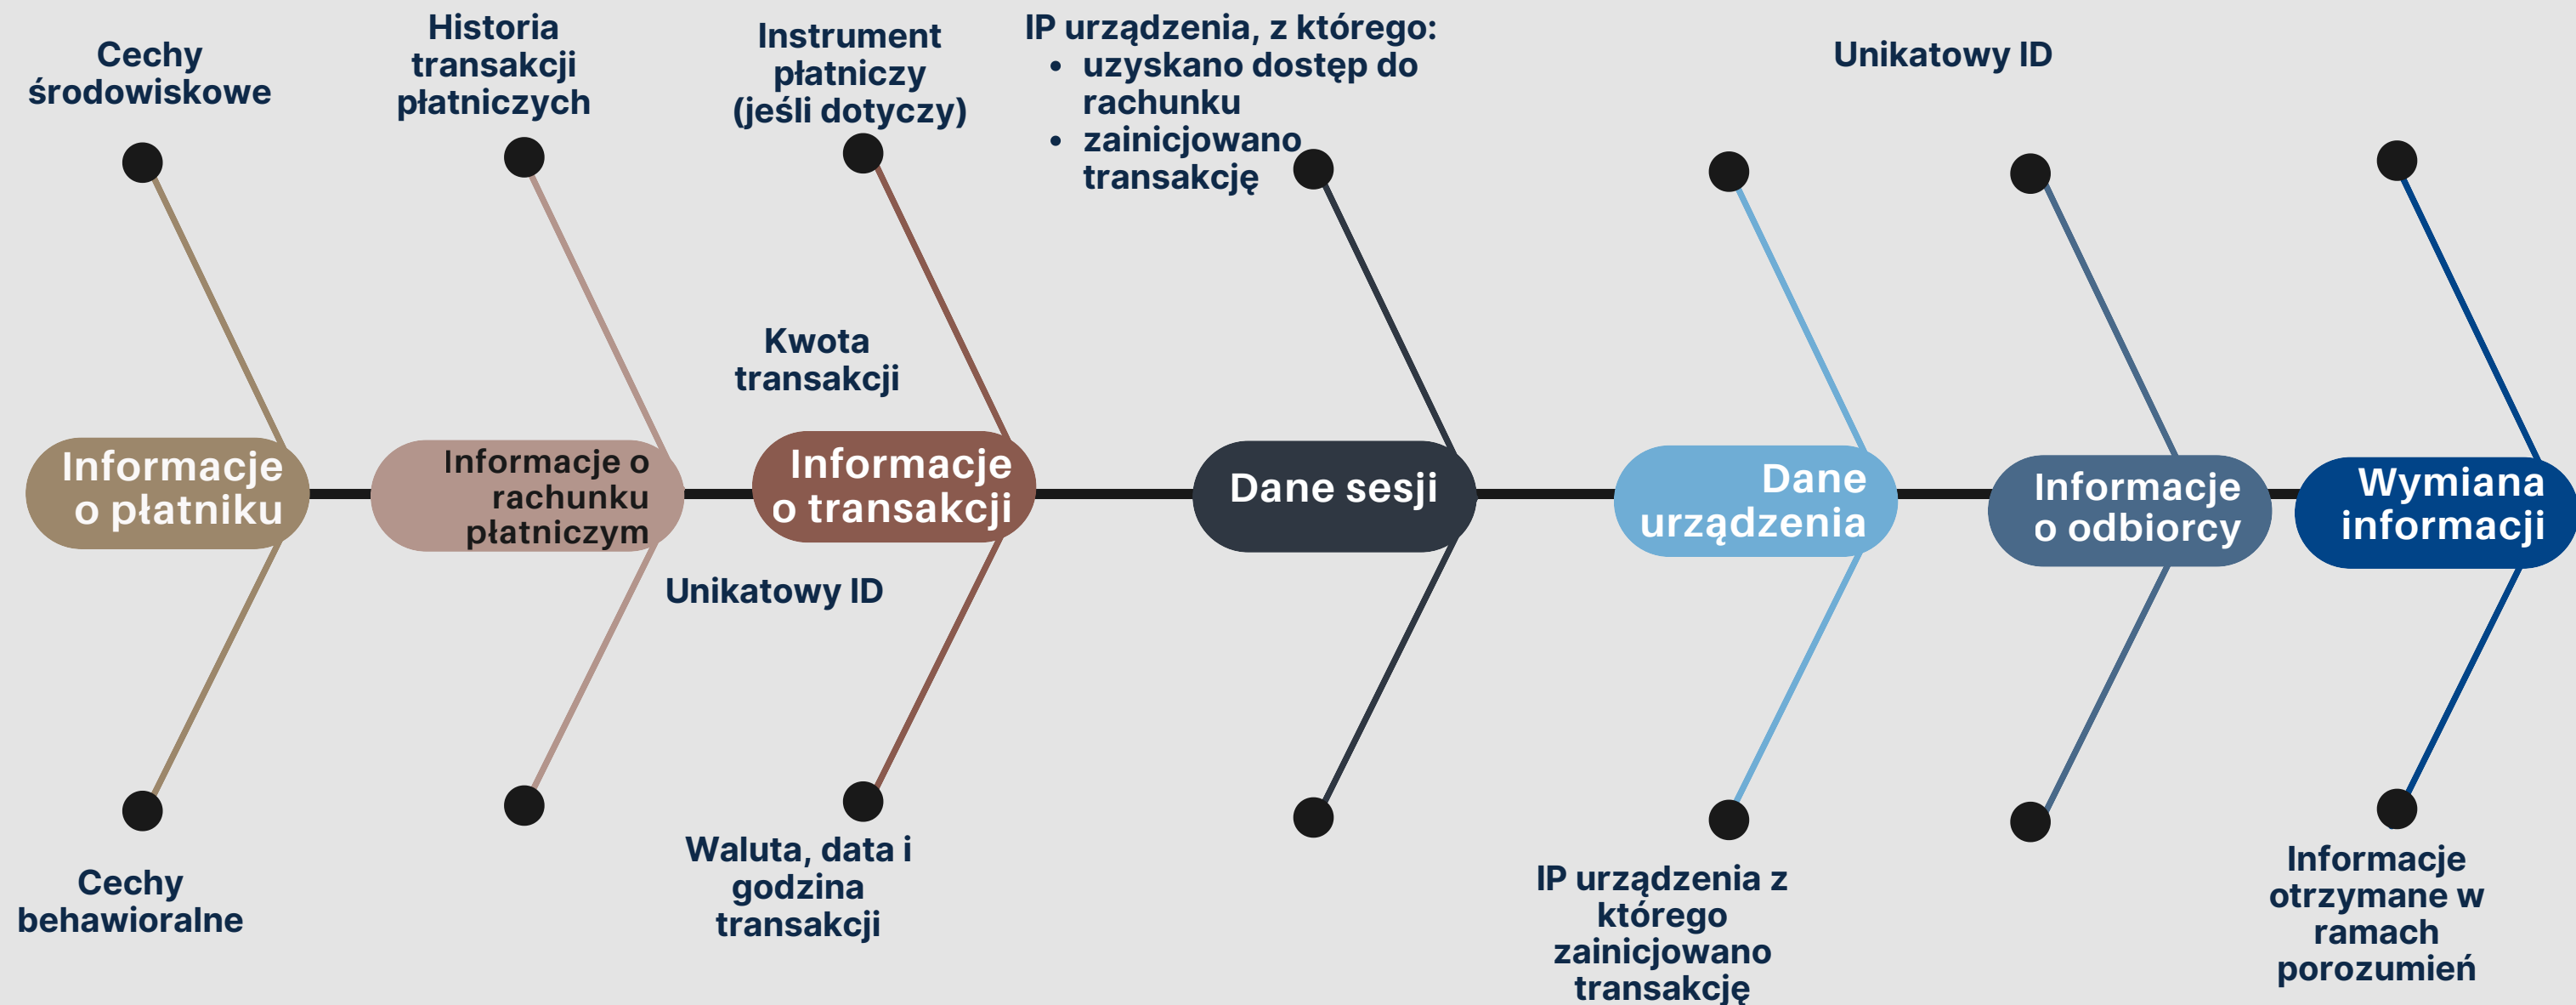 Cechy
środowiskowe
Historia
transakcji
płatniczych
Instrument
płatniczy
(jeśli dotyczy)
IP urządzenia, z którego:
• uzyskano dostęp do
rachunku
• zainicjowano
transakcję
Unikatowy ID
Kwota
transakcji
Informacje
o płatniku
Informacje o
rachunku
płatniczym
Informacje
o transakcji
Dane sesji
Dane
urządzenia
Informacje
o odbiorcy
Wymiana
informacji
Unikatowy ID
Cechy
behawioralne
Waluta, data i
godzina
transakcji
IP urządzenia z
którego
zainicjowano
transakcję
Informacje
otrzymane w
ramach
porozumień